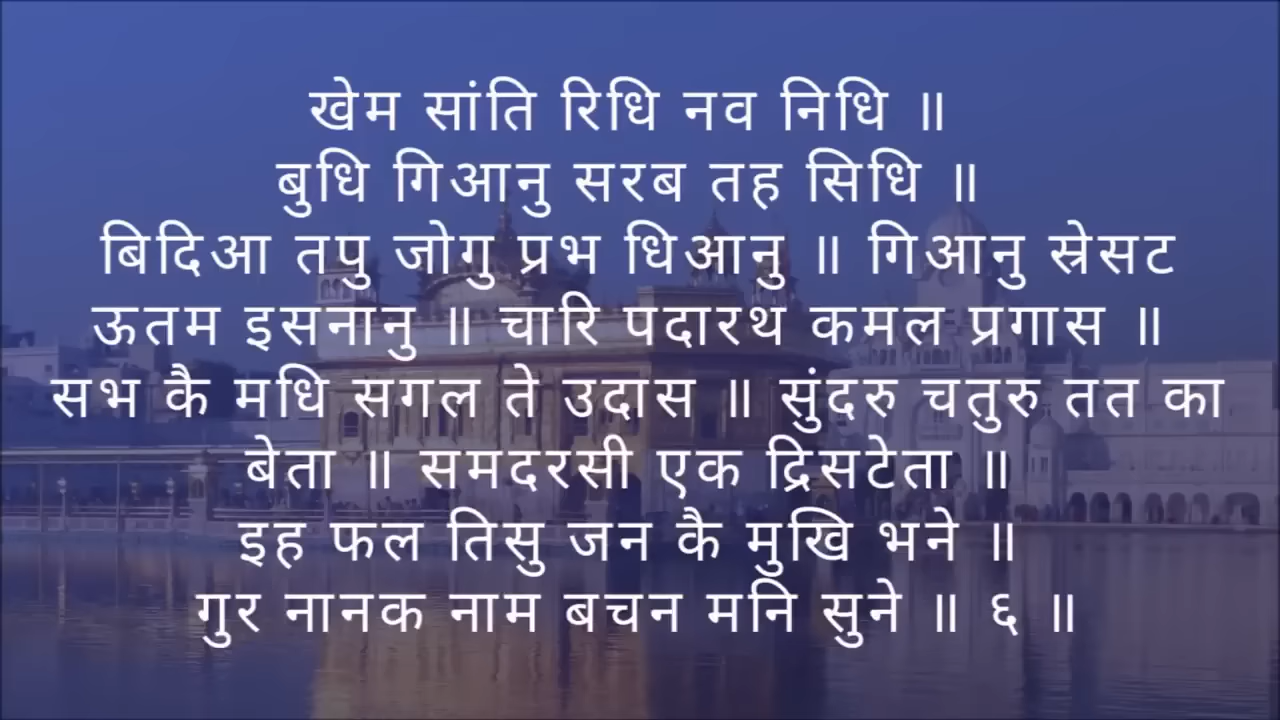 खेम सांति रिधि नव निधि ॥
बुधि गिआनु सरब तह सिधि ॥
बिदिआ तपु जोगु प्रभ धिआनु ॥ गिआनु स्रेसट
ऊतम इसनानु ॥ चारि पदारथ कमल प्रगास ॥
सभ कै मधि सगल ते उदास ॥ सुंदरु चतुरु तत का
बेता ॥ समदरसी एक द्रिसटेता ॥
इह फल तिसु जन कै मुखि भने ॥
गुर नानक नाम बचन मनि सुने ॥ ६ ॥